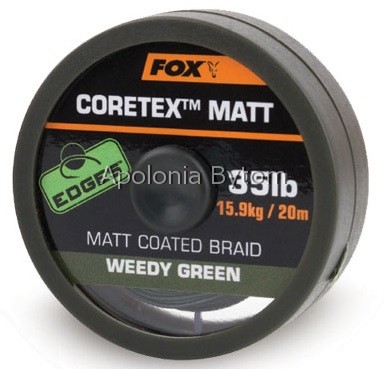 FOX
CORETEX™ MATT
EDGES
Apolonia Bytom
35lb
15.9kg / 20m
MATT COATED BRAID
WEEDY GREEN